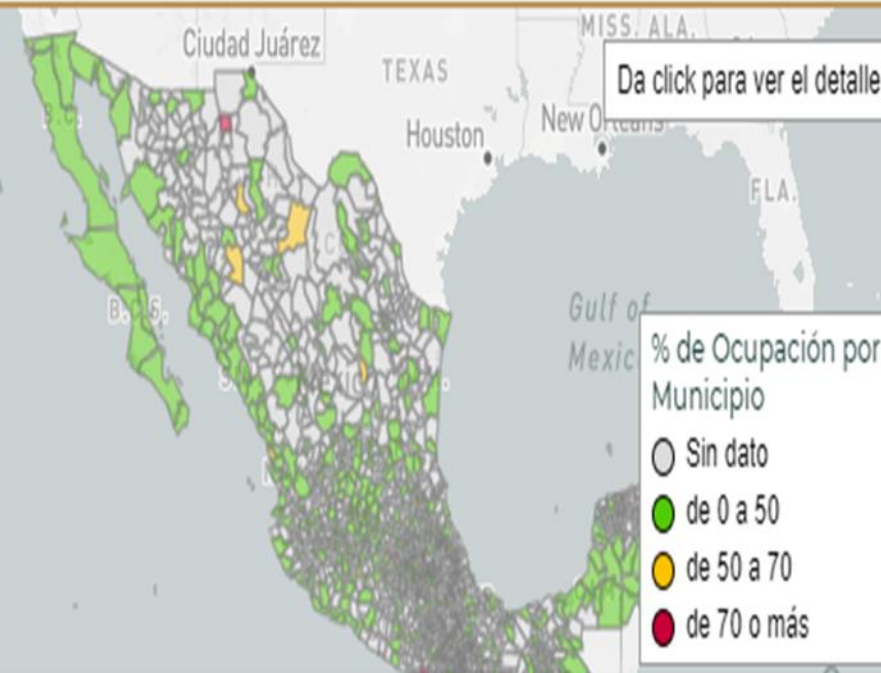 MISS. ALA.
Ciudad Juárez
TEXAS
Da click para ver el detalle
Houston
New Orleans
FLA.
B.C.
B.C.S.
Gulf of
Mexic
% de Ocupación por
Municipio
Sin dato
de 0 a 50
de 50 a 70
de 70 o más